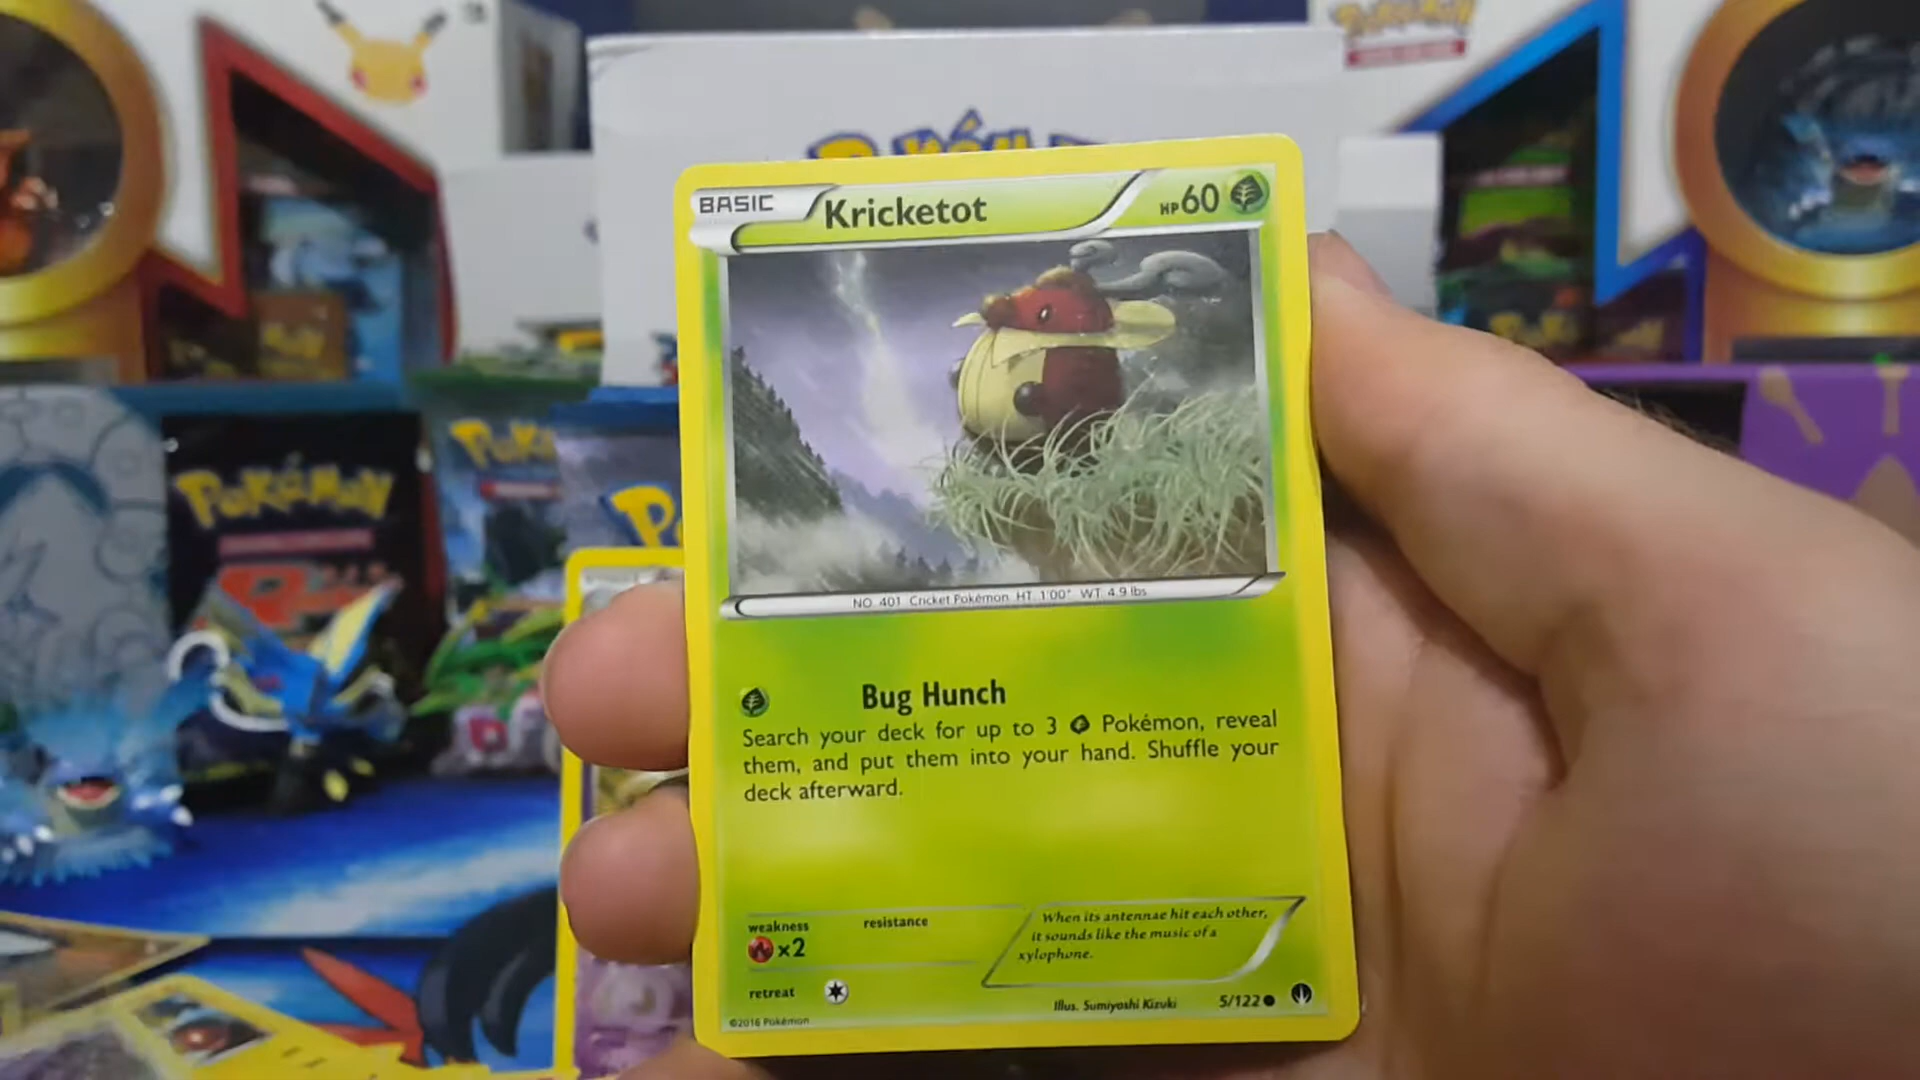 Pokémon
BASIC
Kricketot
HP 60
NO. 401 Cricket Pokémon HT. 1'00" WT. 4.9 lbs
Bug Hunch
Search your deck for up to 3 Pokémon, reveal
them, and put them into your hand. Shuffle your
deck afterward.
weakness
×2
resistance
retreat
When its antennae hit each other,
it sounds like the music of a
xylophone.
Illus. Sumiyoshi Kizuki
5/122
©2016 Pokémon
POKÉMON